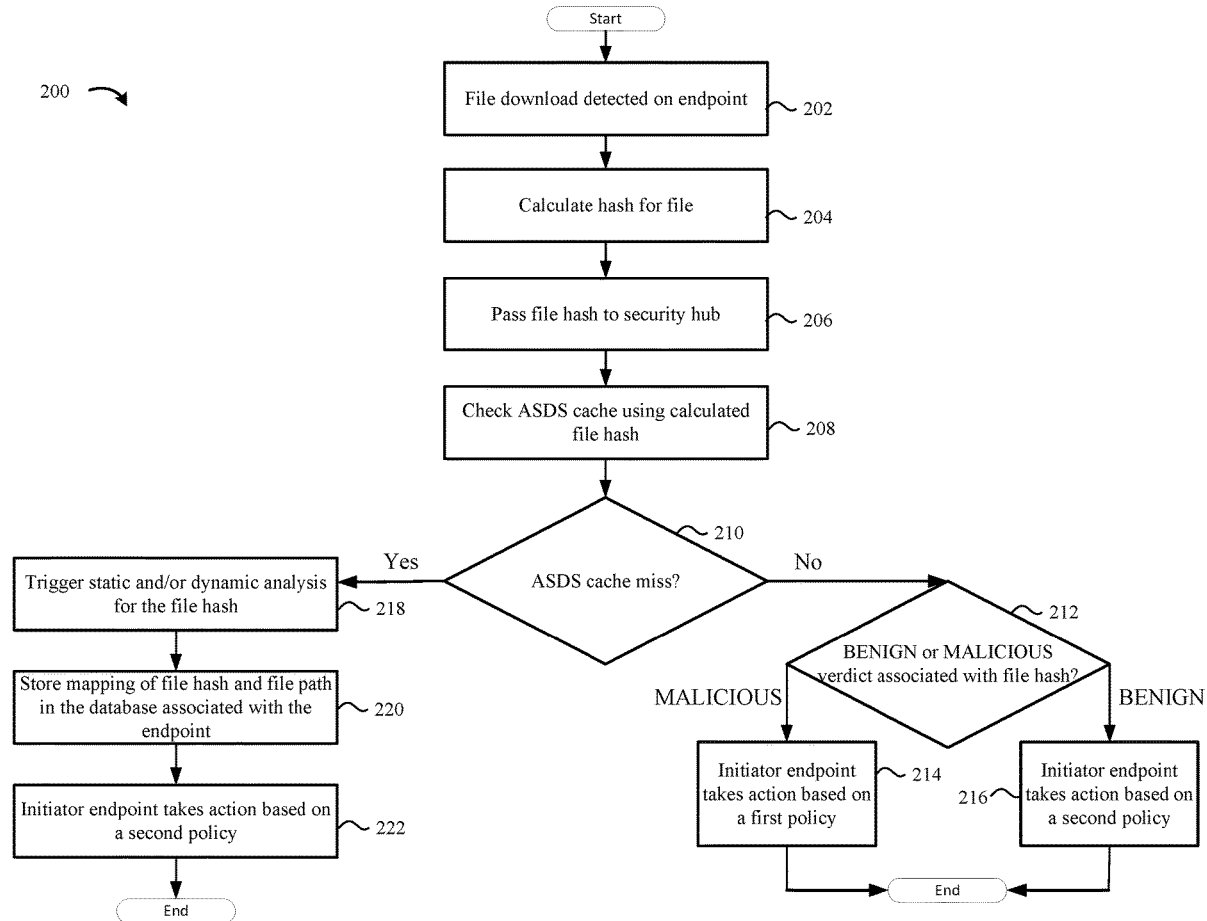 Start
200
File download detected on endpoint
202
Calculate hash for file
204
Pass file hash to security hub
206
Check ASDS cache using calculated
file hash
208
ASDS cache miss?
210
Yes
No
Trigger static and/or dynamic analysis
for the file hash
218
Store mapping of file hash and file path
in the database associated with the
endpoint
220
Initiator endpoint takes action based on
a second policy
222
End
BENIGN or MALICIOUS
verdict associated with file hash?
212
MALICIOUS
BENIGN
Initiator endpoint
takes action based on
a first policy
214
Initiator endpoint
takes action based on
a second policy
216
End